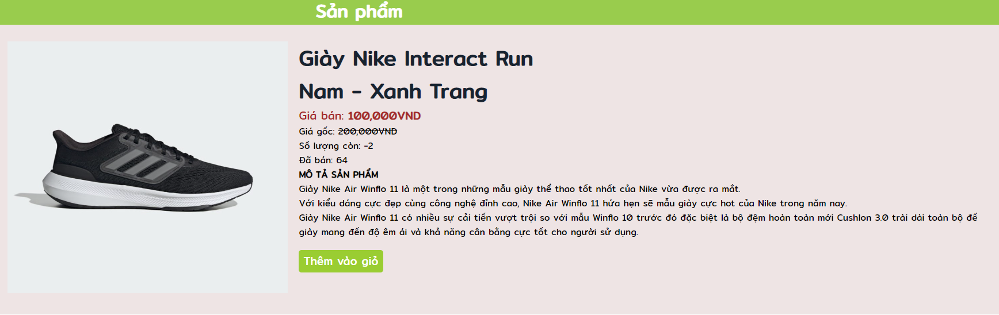 Sản phẩm
Giày Nike Interact Run
Nam - Xanh Trang
Giá bán: 100,000VND
Giá gốc: 200,000VND
Số lượng còn: -2
Đã bán: 64
MÔ TẢ SẢN PHẨM
Giày Nike Air Winflo 11 là một trong những mẫu giày thể thao tốt nhất của Nike vừa được ra mắt.
Với kiểu dáng cực đẹp cùng công nghệ đỉnh cao, Nike Air Winflo 11 hứa hẹn sẽ mẫu giày cực hot của Nike trong năm nay.
Giày Nike Air Winflo 11 có nhiều sự cải tiến vượt trội so với mẫu Winflo 10 trước đó đặc biệt là bộ đệm hoàn toàn mới Cushlon 3.0 trải dài toàn bộ đế
giày mang đến độ êm ái và khả năng cân bằng cực tốt cho người sử dụng.
Thêm vào giỏ